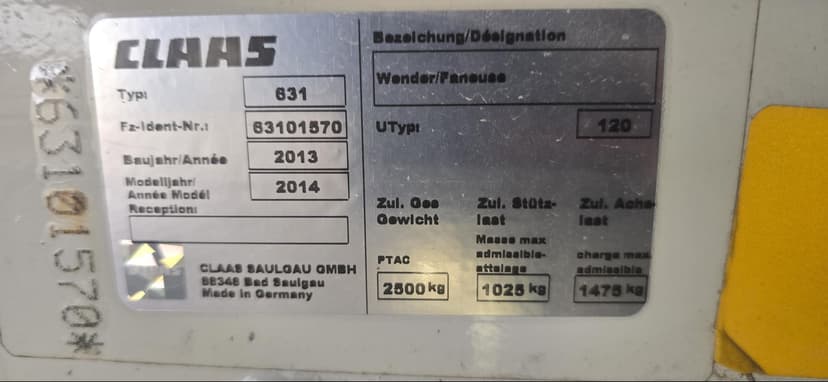 *63101570*
CLAAS
Typ: 631
Fz-Ident-Nr.: 63101570
Baujahr/Année 2013
Modelljahr/
Année Modél 2014
Reception:
CLAAS SAULGAU GMBH
88348 Bad Saulgau
Made in Germany
Bezeichung/Désignation
Wender/Faneuse
UTyp: 120
Zul. Ges
Gewicht
PTAC
2500 kg
Zul. Stütz-
last
Masse max
admissible-
attelage
1025 kg
Zul. Achs-
last
charge max
admissible
1475 kg